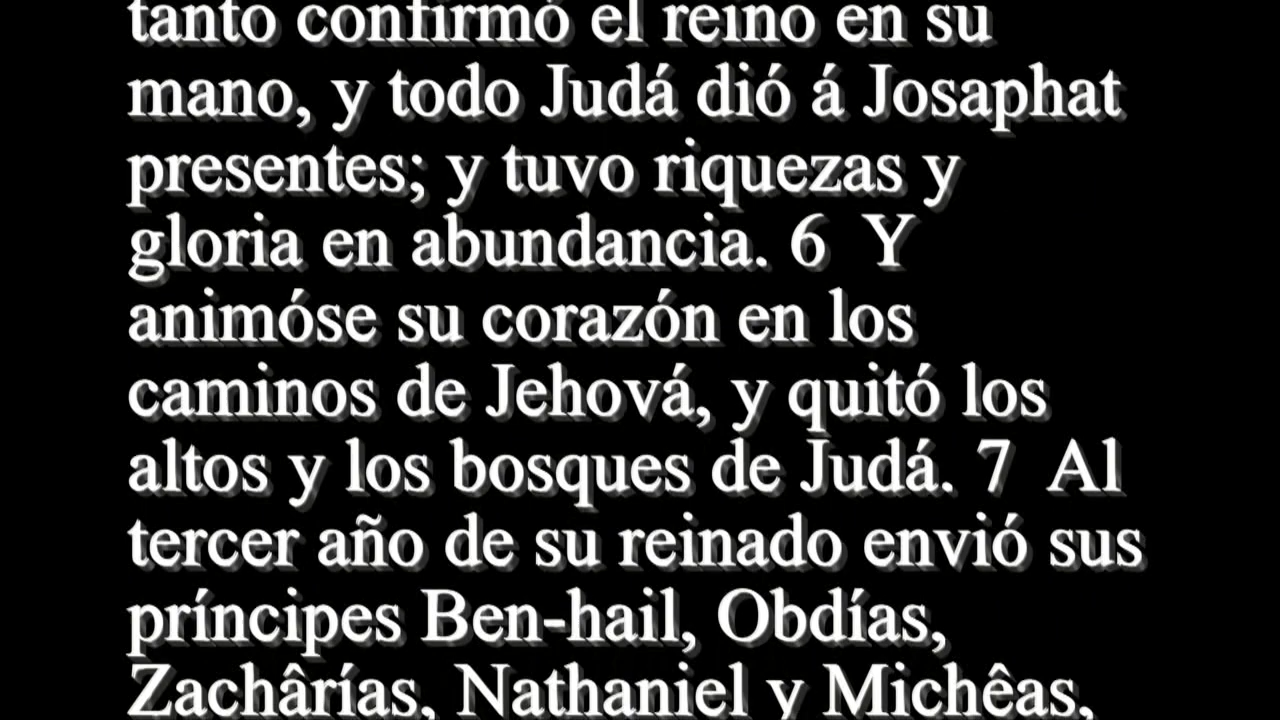 tanto confirmó el reino en su
mano, y todo Judá dió á Josaphat
presentes; y tuvo riquezas y
gloria en abundancia. 6  Y
animóse su corazón en los
caminos de Jehová, y quitó los
altos y los bosques de Judá. 7  Al
tercer año de su reinado envió sus
príncipes Ben-hail, Obdías,
Zachârías, Nathaniel y Michêas,